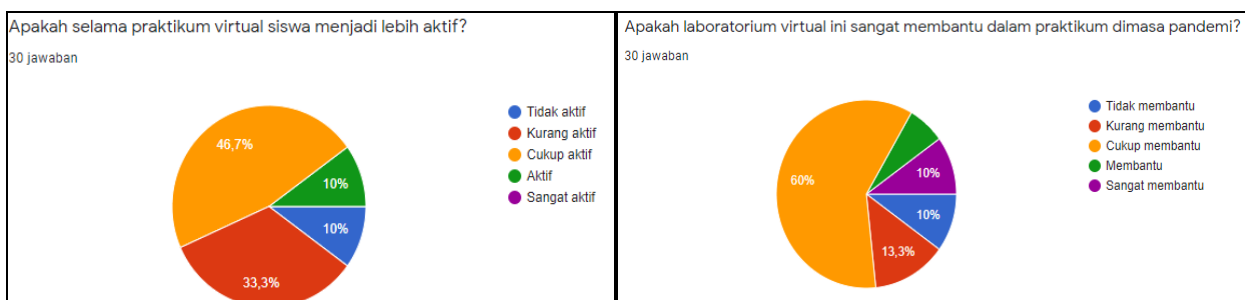 Apakah selama praktikum virtual siswa menjadi lebih aktif?
30 jawaban
46,7%
10%
10%
33,3%
Tidak aktif
Kurang aktif
Cukup aktif
Aktif
Sangat aktif
Apakah laboratorium virtual ini sangat membantu dalam praktikum dimasa pandemi?
30 jawaban
60%
10%
10%
13,3%
Tidak membantu
Kurang membantu
Cukup membantu
Membantu
Sangat membantu